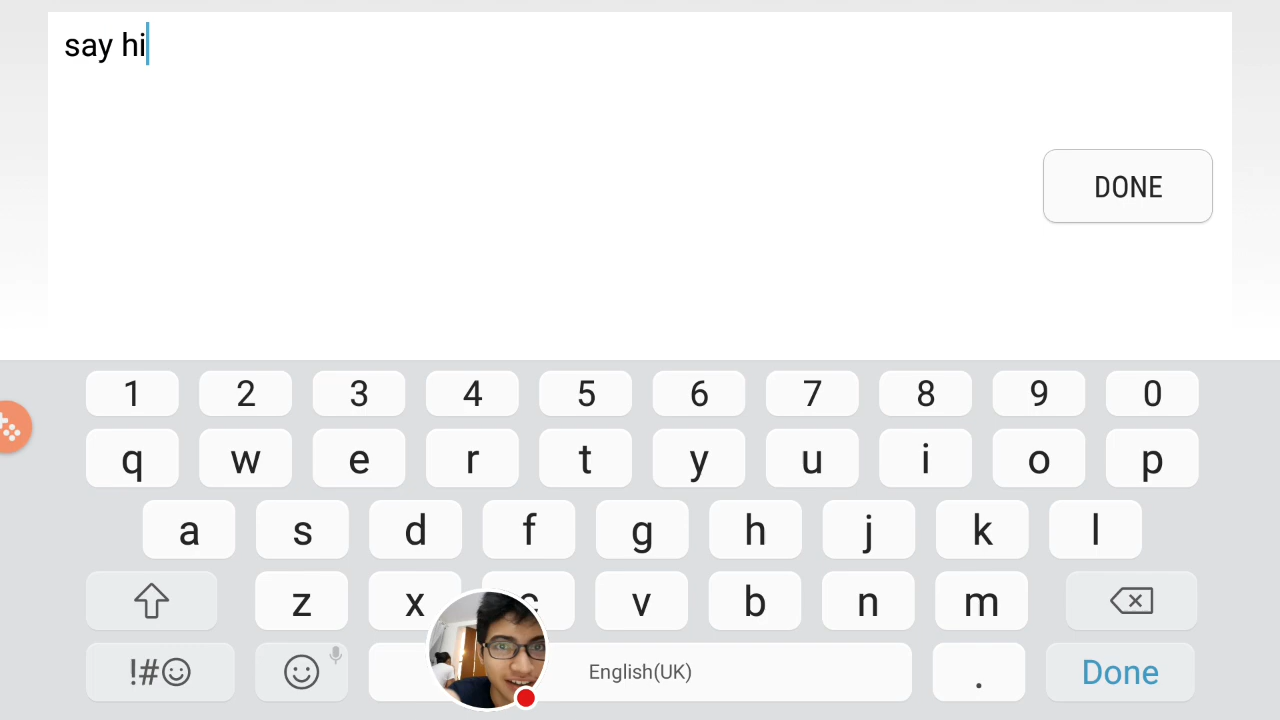 say hi
DONE
1 2 3 4 5 6 7 8 9 0
q w e r t y u i o p
a s d f g h j k l
z x c v b n m
!#☺ English(UK) . Done